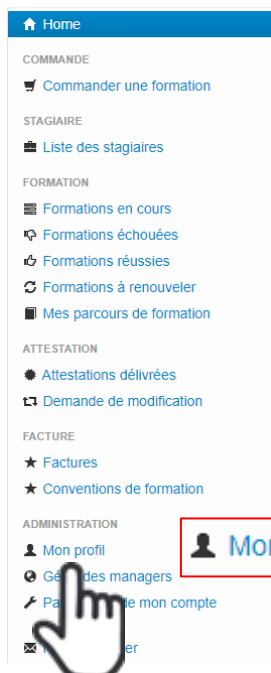 Home
COMMANDE
Commander une formation
STAGIAIRE
Liste des stagiaires
FORMATION
Formations en cours
Formations échouées
Formations réussies
Formations à renouveler
Mes parcours de formation
ATTESTATION
Attestations délivrées
Demande de modification
FACTURE
Factures
Conventions de formation
ADMINISTRATION
Mon profil
Mon
des managers
de mon compte